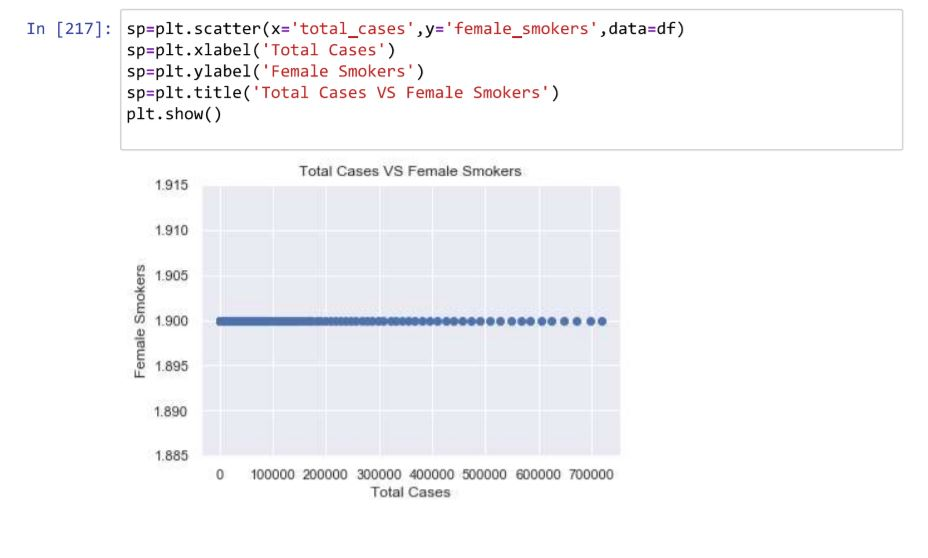 In [217]: sp=plt.scatter(x='total_cases',y='female_smokers',data=df)
sp=plt.xlabel('Total Cases')
sp=plt.ylabel('Female Smokers')
sp=plt.title('Total Cases VS Female Smokers')
plt.show()
Total Cases VS Female Smokers
1.915
1.910
1.905
1.900
1.895
1.890
1.885
Female Smokers
0 100000 200000 300000 400000 500000 600000 700000
Total Cases